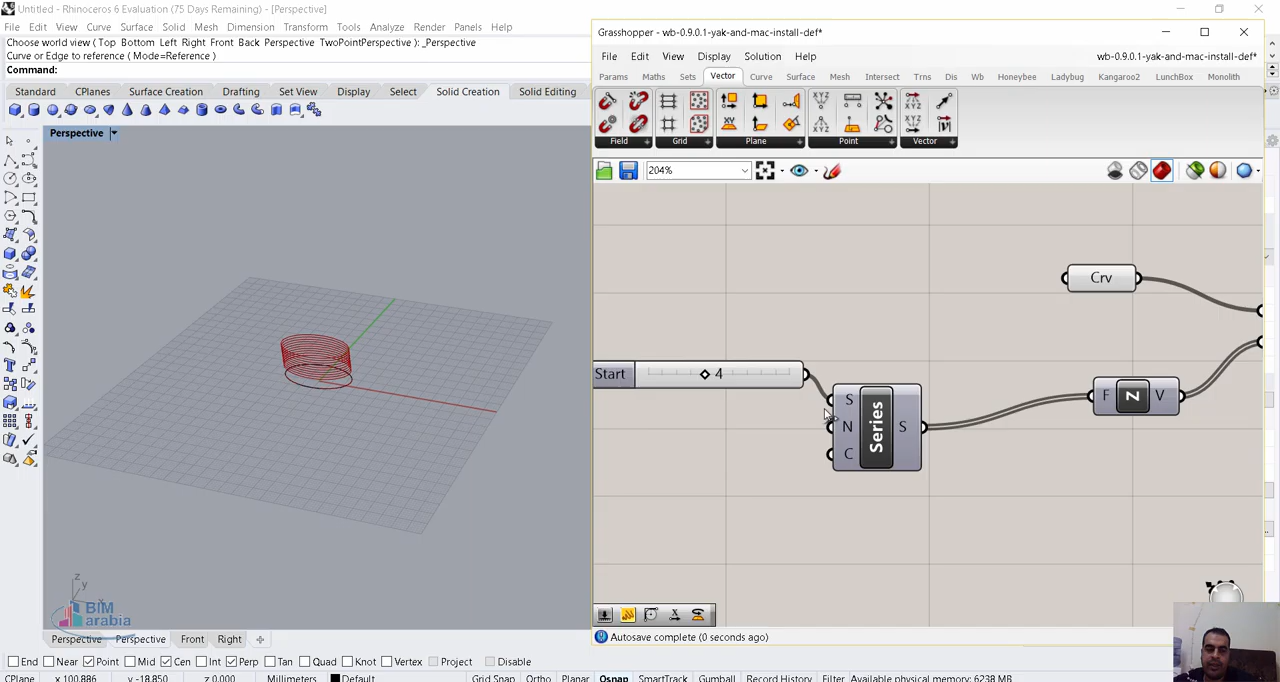 Untitled - Rhinoceros 6 Evaluation (75 Days Remaining) - [Perspective]
File Edit View Curve Surface Solid Mesh Dimension Transform Tools Analyze Render Panels Help
Choose world view ( Top Bottom Left Right Front Back Perspective TwoPointPerspective ): _Perspective
Curve or Edge to reference ( Mode=Reference )
Command:
Standard CPlanes Surface Creation Drafting Set View Display Select Solid Creation Solid Editing
Perspective
Grasshopper - wb-0.9.0.1-yak-and-mac-install-def*
File Edit View Display Solution Help
wb-0.9.0.1-yak-and-mac-install-def*
Params Maths Sets Vector Curve Surface Mesh Intersect Trns Dis Wb Honeybee Ladybug Kangaroo2 LunchBox Monolith
Field Grid Plane Point Vector
204%
Crv
Start 4
S
N
C
Series
S
F Z V
Autosave complete (0 seconds ago)
z
y
x
BIM
arabia
Perspective Perspective Front Right
End Near Point Mid Cen Int Perp Tan Quad Knot Vertex Project Disable
CPlane x 100.886 y -18.850 z 0.000 Millimeters Default Grid Snap Ortho Planar Osnap SmartTrack Gumball Record History Filter Available physical memory: 6238 MB